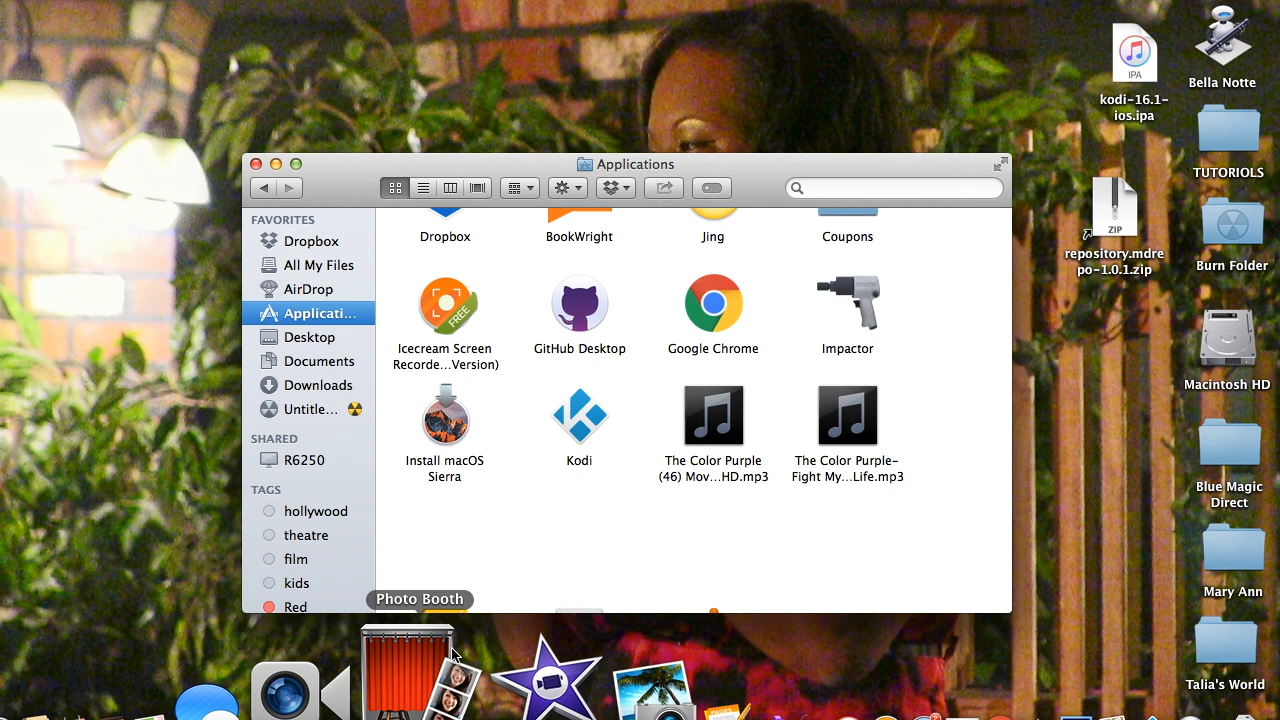 Applications
FAVORITES
Dropbox
All My Files
AirDrop
Applicati...
Desktop
Documents
Downloads
Untitle...
SHARED
R6250
TAGS
hollywood
theatre
film
kids
Red
Dropbox
BookWright
Jing
Coupons
FREE
Icecream Screen
Recorde...Version)
GitHub Desktop
Google Chrome
Impactor
Install macOS
Sierra
Kodi
The Color Purple
(46) Mov...HD.mp3
The Color Purple-
Fight My...Life.mp3
Photo Booth
IPA
kodi-16.1-
ios.ipa
ZIP
repository.mdre
po-1.0.1.zip
Bella Notte
TUTORIOLS
Burn Folder
Macintosh HD
Blue Magic
Direct
Mary Ann
Talia's World